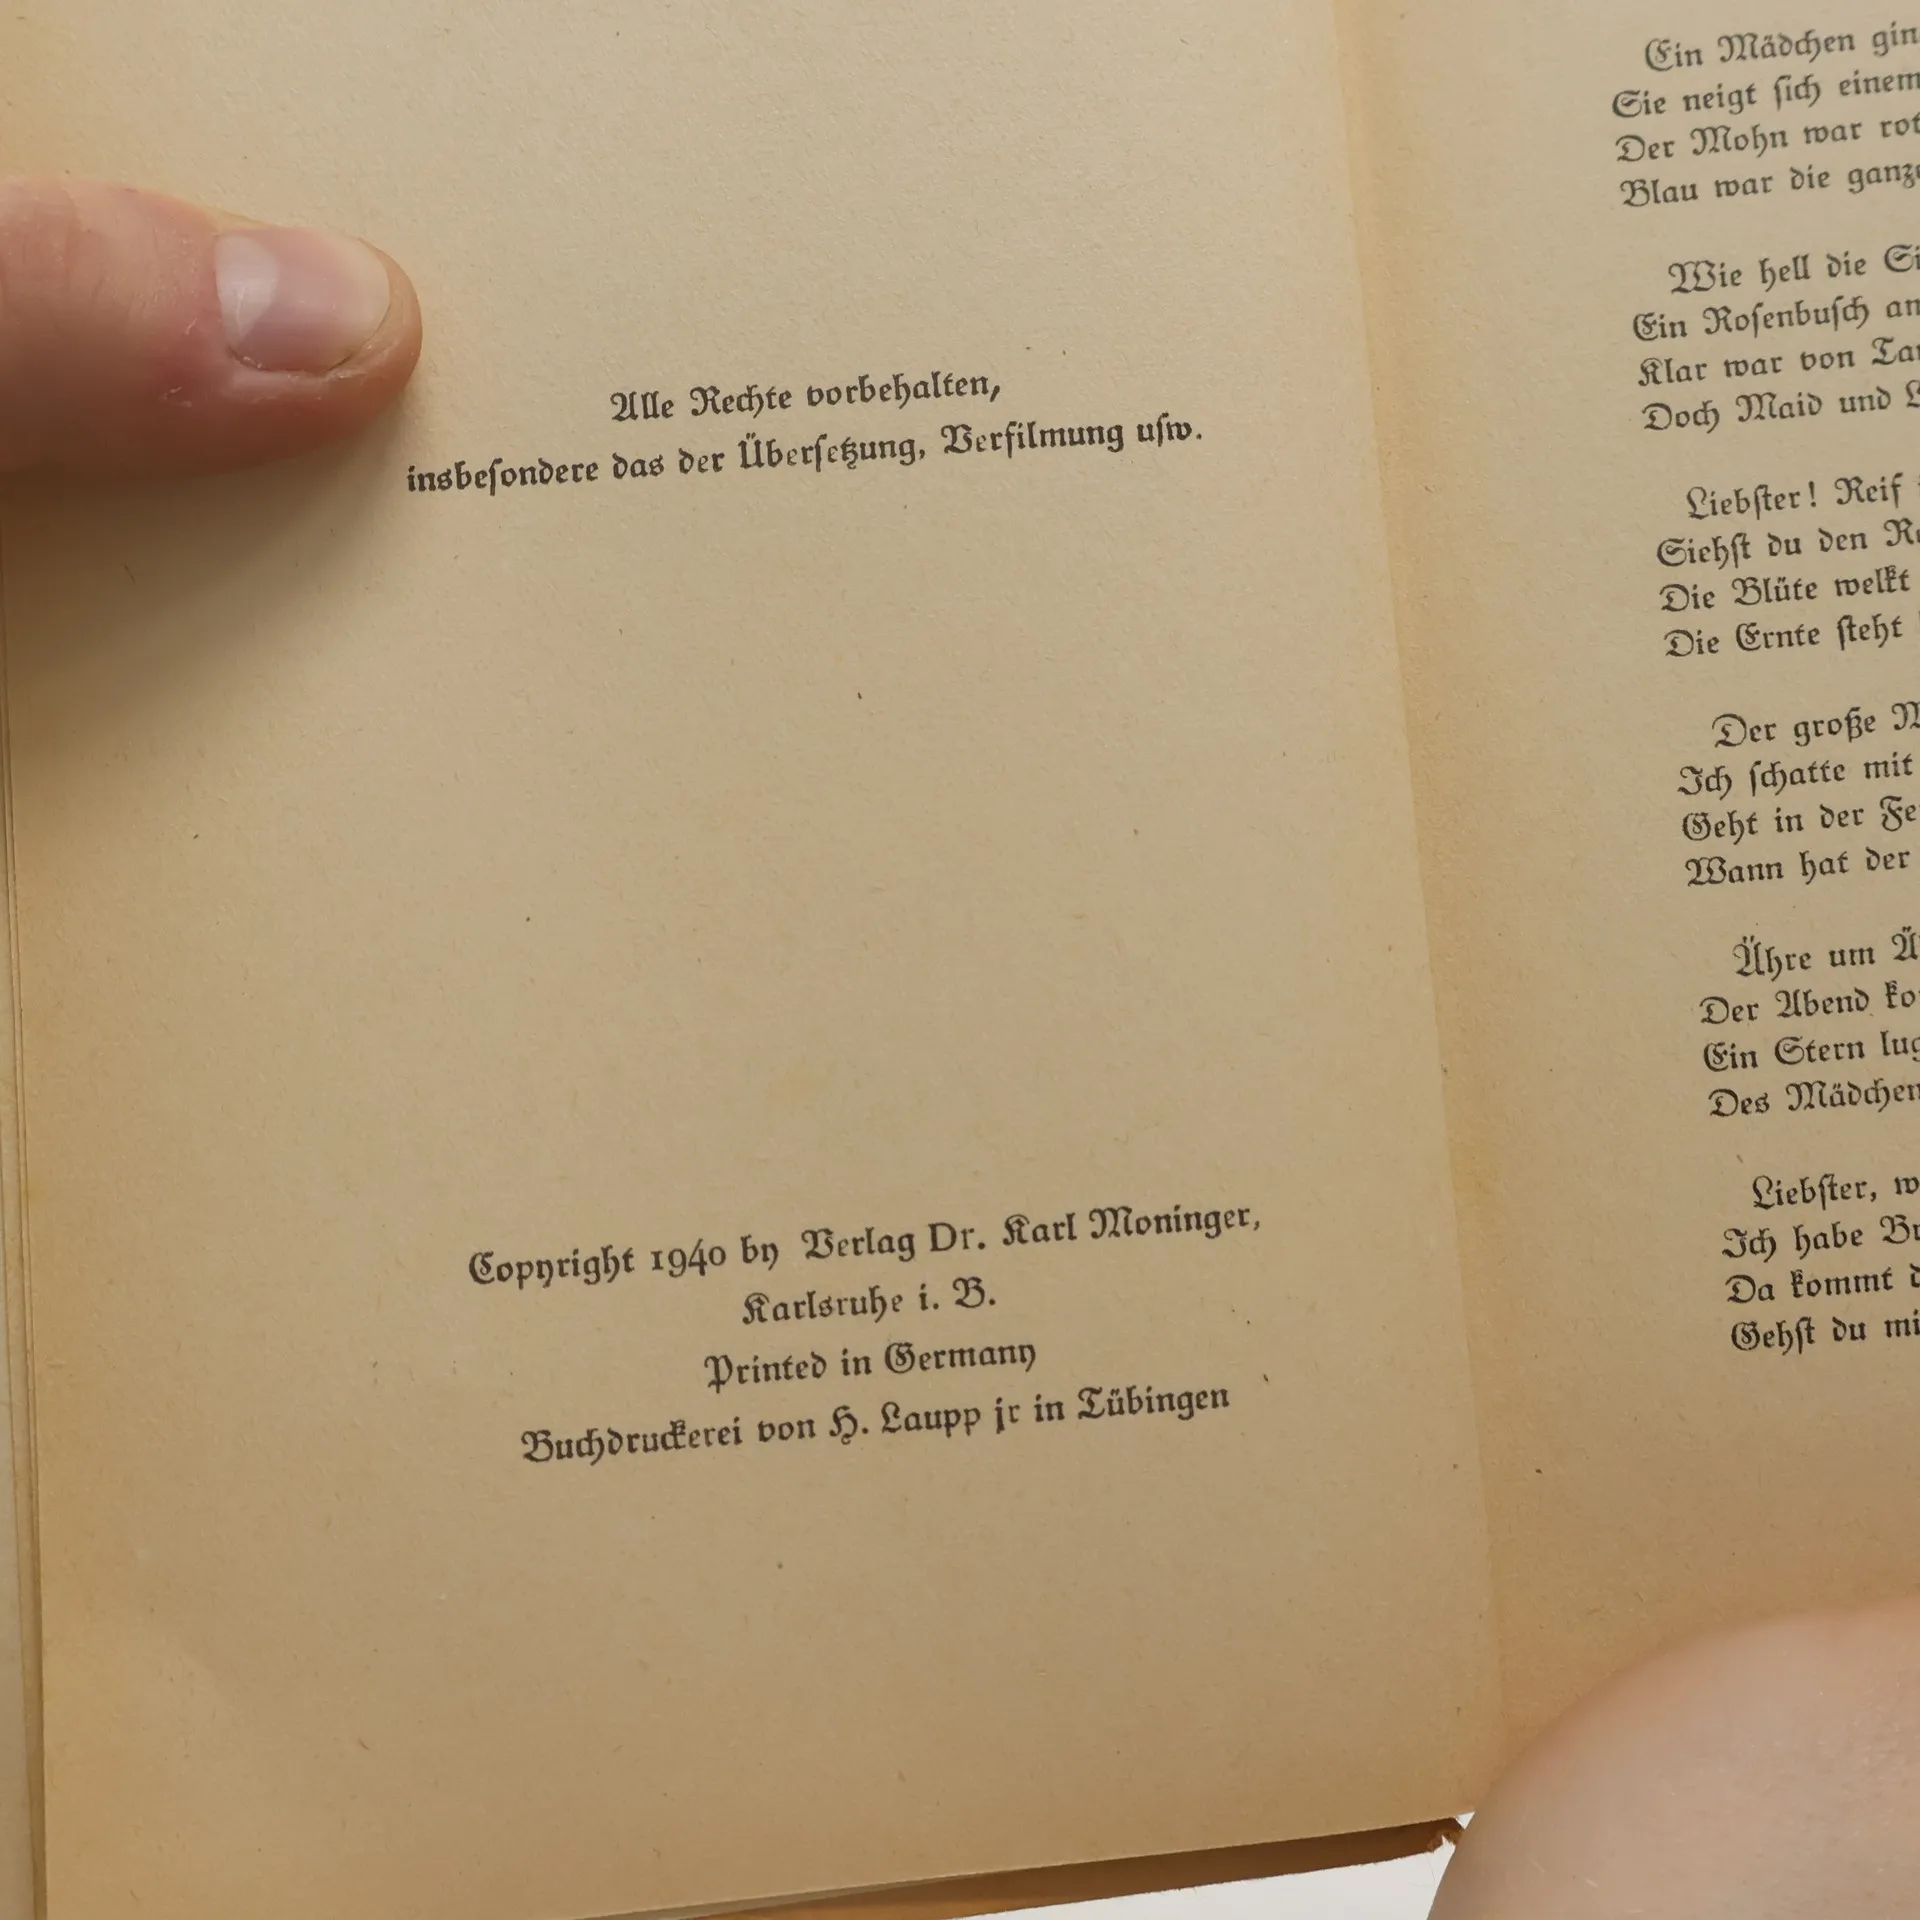 Alle Rechte vorbehalten,
insbesondere das der Übersetzung, Verfilmung usw.
Copyright 1940 by Verlag Dr. Karl Moninger,
Karlsruhe i. B.
Printed in Germany
Buchdruckerei von H. Laupp jr in Tübingen
Ein Mädchen
Sie neigt sich einem
Der Mohn war rot
Blau war die
Wie hell die
Ein Rosenbusch
Klar war von
Doch Maid und
Liebster! Reif
Siehst du den
Die Blüte welkt
Die Ernte steht
Der große
Ich schatte mit
Geht in der
Wann hat der
Ähre um
Der Abend
Ein Stern
Des Mädchen
Liebster,
Ich habe
Da kommt
Gehst du